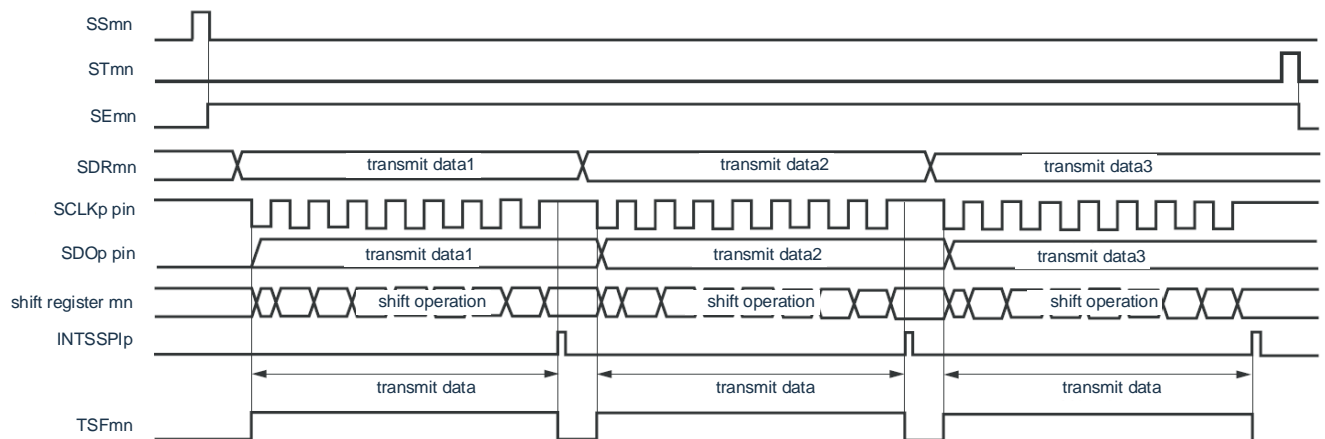 SSmn
STmn
SEmn
SDRmn transmit data1 transmit data2 transmit data3
SCLKp pin
SDOp pin transmit data1 transmit data2 transmit data3
shift register mn shift operation shift operation shift operation
INTSSPIp
transmit data transmit data transmit data
TSFmn